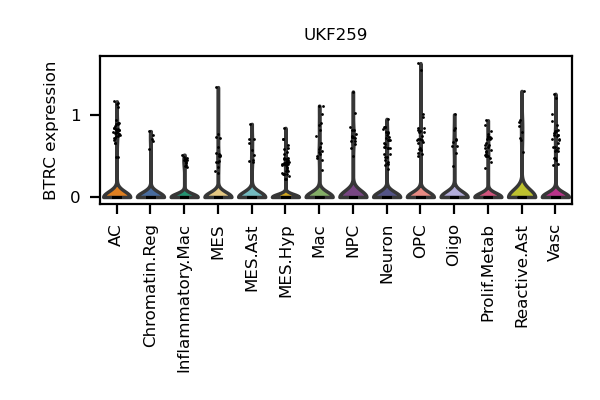 UKF259
BTRC expression
1
0
AC
Chromatin.Reg
Inflammatory.Mac
MES
MES.Ast
MES.Hyp
Mac
NPC
Neuron
OPC
Oligo
Prolif.Metab
Reactive.Ast
Vasc